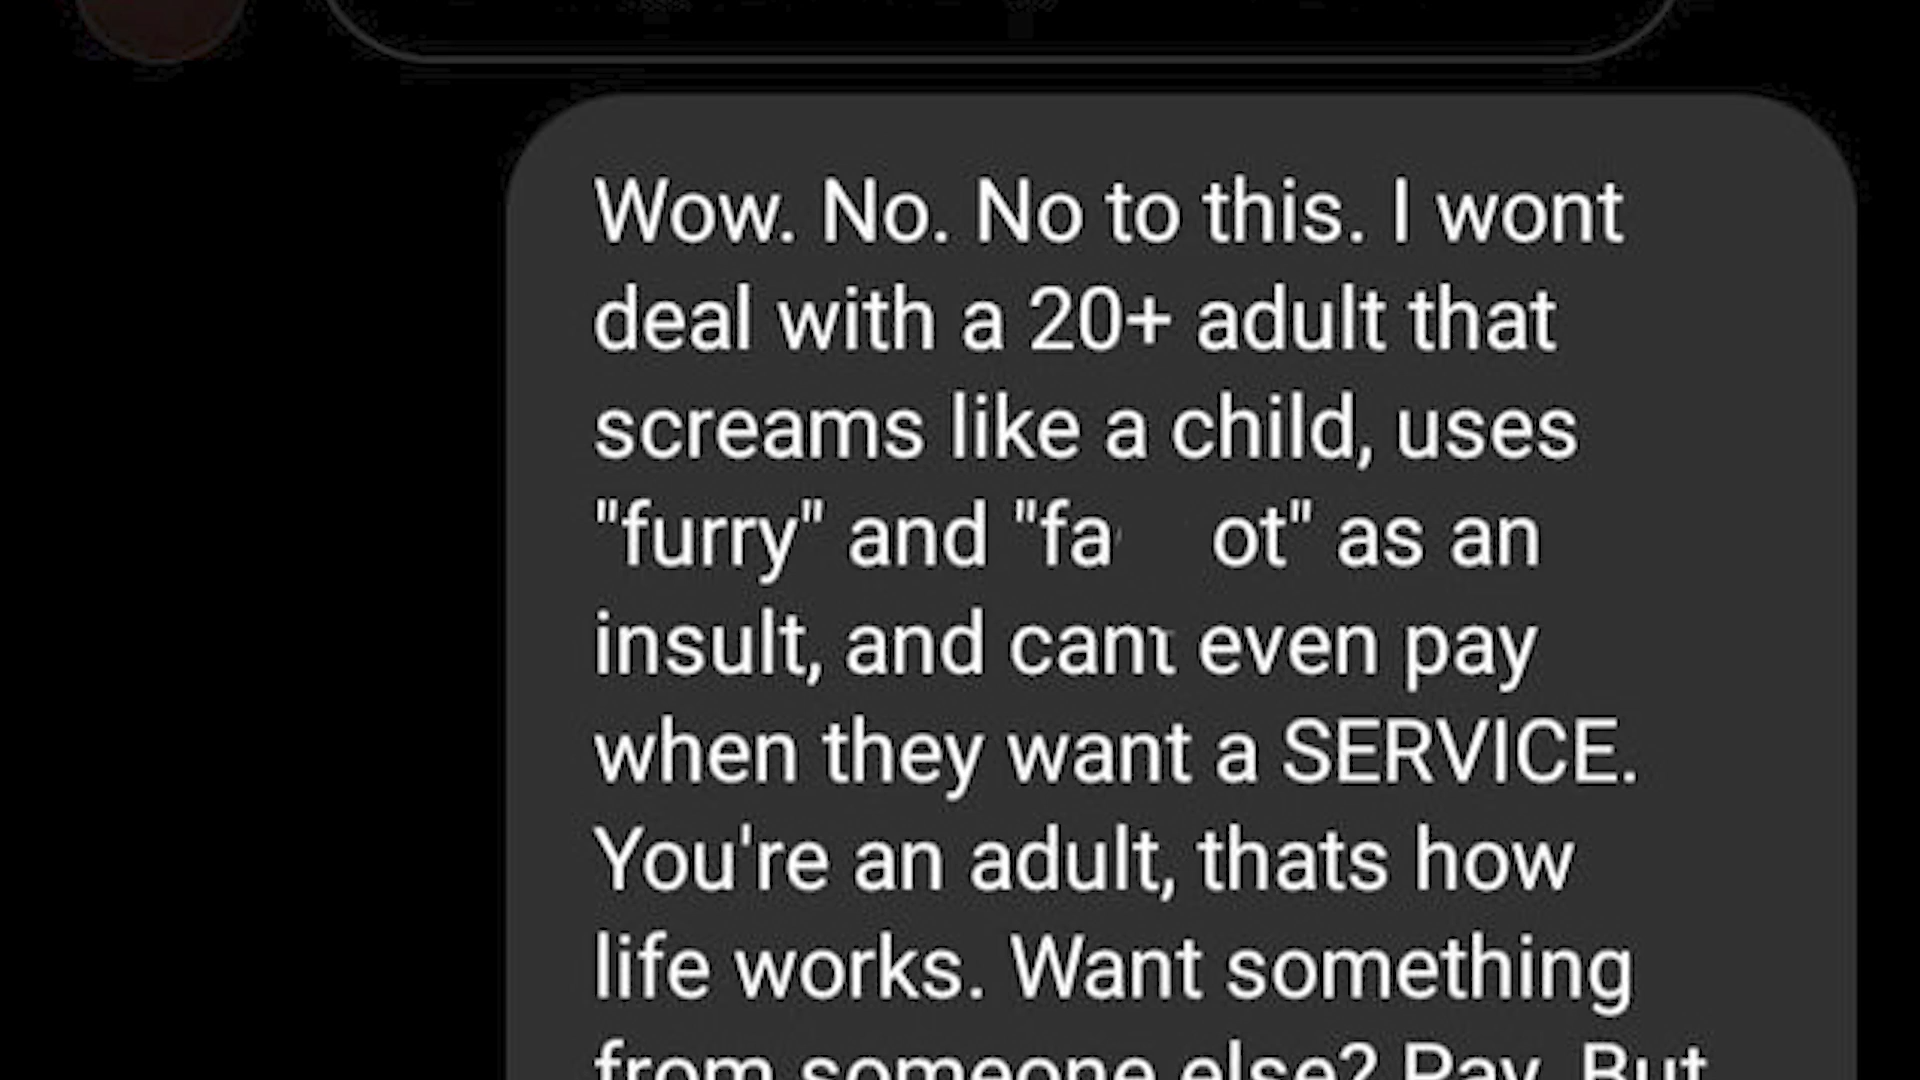 Wow. No. No to this. I wont
deal with a 20+ adult that
screams like a child, uses
"furry" and "fa ot" as an
insult, and cant even pay
when they want a SERVICE.
You're an adult, thats how
life works. Want something
from someone else? Pay. But